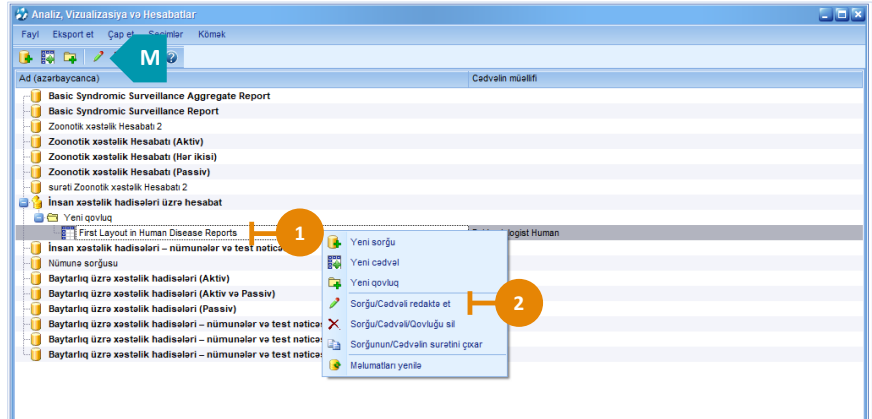 Analiz, Vizualizasiya və Hesabatlar
Fayl Eksport et Çap et Seçimlər Kömək
M
Ad (azərbaycanca) Cədvəlin müəllifi
Basic Syndromic Surveillance Aggregate Report
Basic Syndromic Surveillance Report
Zoonotik xəstəlik Hesabatı 2
Zoonotik xəstəlik Hesabatı (Aktiv)
Zoonotik xəstəlik Hesabatı (Hər ikisi)
Zoonotik xəstəlik Hesabatı (Passiv)
surəti Zoonotik xəstəlik Hesabatı 2
İnsan xəstəlik hadisələri üzrə hesabat
Yeni qovluq
First Layout in Human Disease Reports 1 Human
İnsan xəstəlik hadisələri – nümunələr və test
Nümunə sorğusu
Baytarlıq üzrə xəstəlik hadisələri (Aktiv)
Baytarlıq üzrə xəstəlik hadisələri (Aktiv və Passiv)
Baytarlıq üzrə xəstəlik hadisələri (Passiv)
Baytarlıq üzrə xəstəlik hadisələri – nümunələr və test
Baytarlıq üzrə xəstəlik hadisələri – nümunələr və test
Baytarlıq üzrə xəstəlik hadisələri – nümunələr və test
Yeni sorğu
Yeni cədvəl
Yeni qovluq
Sorğu/Cədvəli redaktə et 2
Sorğu/Cədvəli/Qovluğu sil
Sorğunun/Cədvəlin surətini çıxar
Məlumatları yenilə